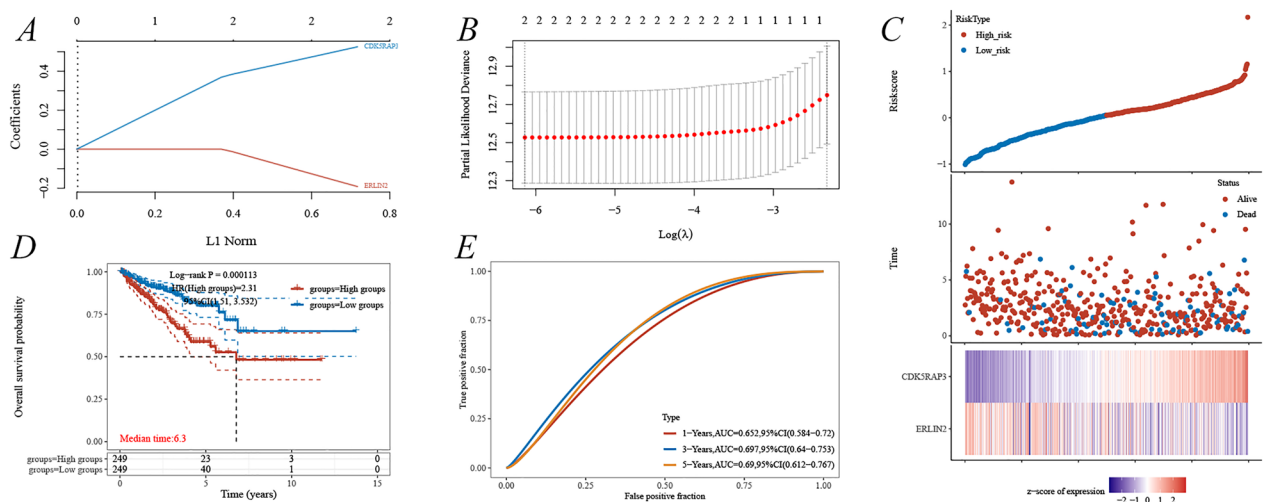 A
0 1 2 2 2
CDK5RAP3
ERLIN2
Coefficients
-0.2 0.0 0.2 0.4
0.0 0.2 0.4 0.6 0.8
L1 Norm
B
2 2 2 2 2 2 2 2 2 2 2 1 1 1 1 1
Partial Likelihood Deviance
12.3 12.5 12.7 12.9
-6 -5 -4 -3
Log(λ)
C
RiskType
High_risk
Low_risk
Riskscore
2
1
0
-1
Status
Alive
Dead
Time
10
5
0
CDK5RAP3
ERLIN2
z-score of expression
-2 -1 0 1 2
D
Log-rank P = 0.000113
HR(High groups)=2.31
95%CI(1.51, 3.532)
groups=High groups
groups=Low groups
Overall survival probability
1.00
0.75
0.50
0.25
0.00
Median time:6.3
groups=High groups 249 23 3 0
groups=Low groups 249 40 1 0
0 5 10 15
Time (years)
E
True positive fraction
1.00
0.75
0.50
0.25
0.00
Type
1-Years,AUC=0.652,95%CI(0.584-0.72)
3-Years,AUC=0.697,95%CI(0.64-0.753)
5-Years,AUC=0.69,95%CI(0.612-0.767)
0.00 0.25 0.50 0.75 1.00
False positive fraction